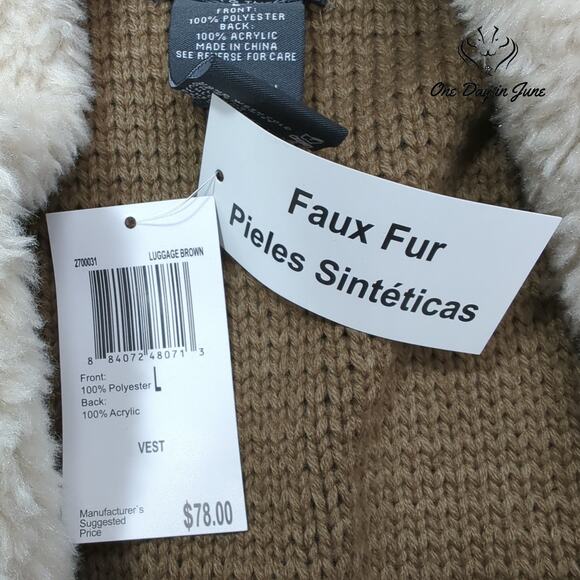 FRONT:
100% POLYESTER
BACK:
100% ACRYLIC
MADE IN CHINA
SEE REVERSE FOR CARE
One Day in June
Faux Fur
Pieles Sintéticas
2700031 LUGGAGE BROWN
8 84072 48071 3
Front:
100% Polyester L
Back:
100% Acrylic
VEST
Manufacturer's
Suggested
Price
$78.00